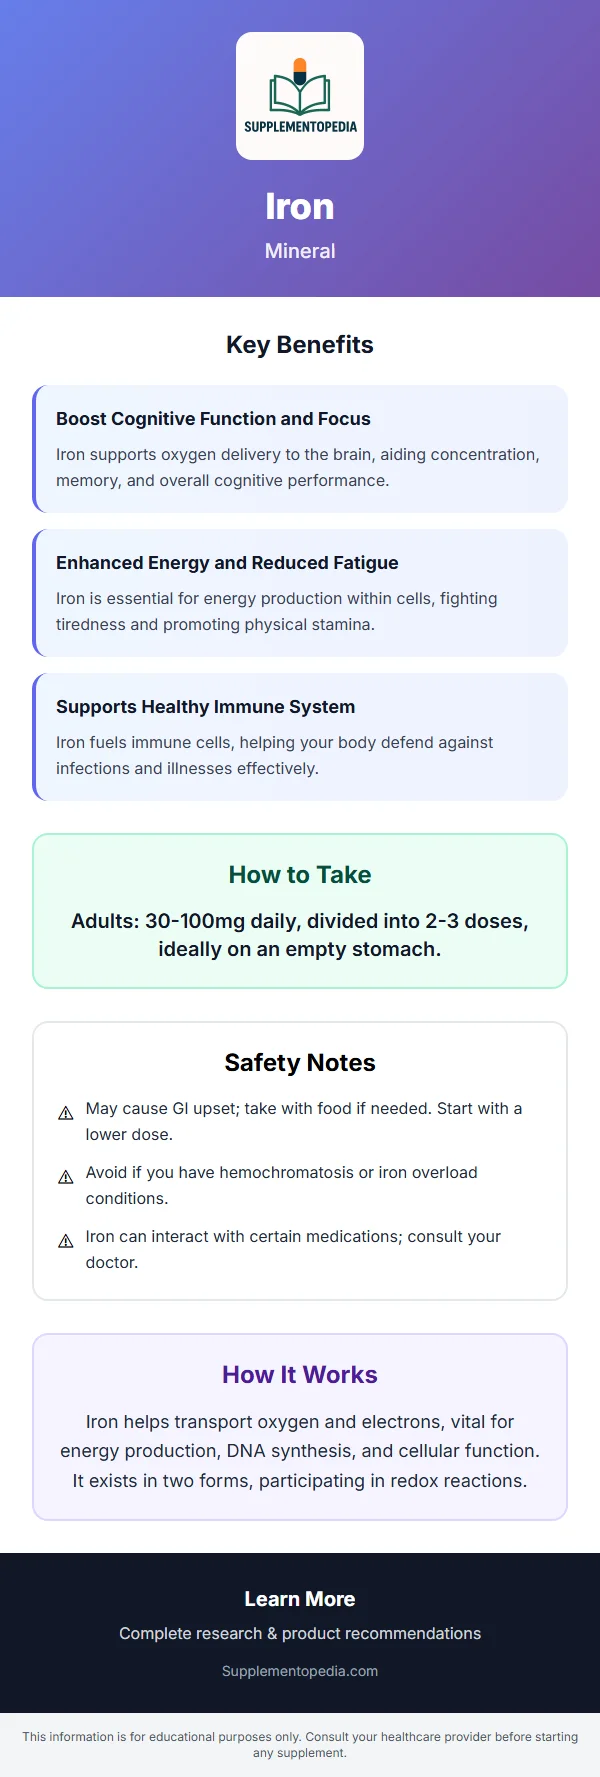 SUPPLEMENTOPEDIA
Iron
Mineral
Key Benefits
Boost Cognitive Function and Focus
Iron supports oxygen delivery to the brain, aiding concentration,
memory, and overall cognitive performance.
Enhanced Energy and Reduced Fatigue
Iron is essential for energy production within cells, fighting
tiredness and promoting physical stamina.
Supports Healthy Immune System
Iron fuels immune cells, helping your body defend against
infections and illnesses effectively.
How to Take
Adults: 30-100mg daily, divided into 2-3 doses,
ideally on an empty stomach.
Safety Notes
⚠ May cause GI upset; take with food if needed. Start with a
lower dose.
⚠ Avoid if you have hemochromatosis or iron overload
conditions.
⚠ Iron can interact with certain medications; consult your
doctor.
How It Works
Iron helps transport oxygen and electrons, vital for
energy production, DNA synthesis, and cellular function.
It exists in two forms, participating in redox reactions.
Learn More
Complete research & product recommendations
Supplementopedia.com
This information is for educational purposes only. Consult your healthcare provider before starting
any supplement.